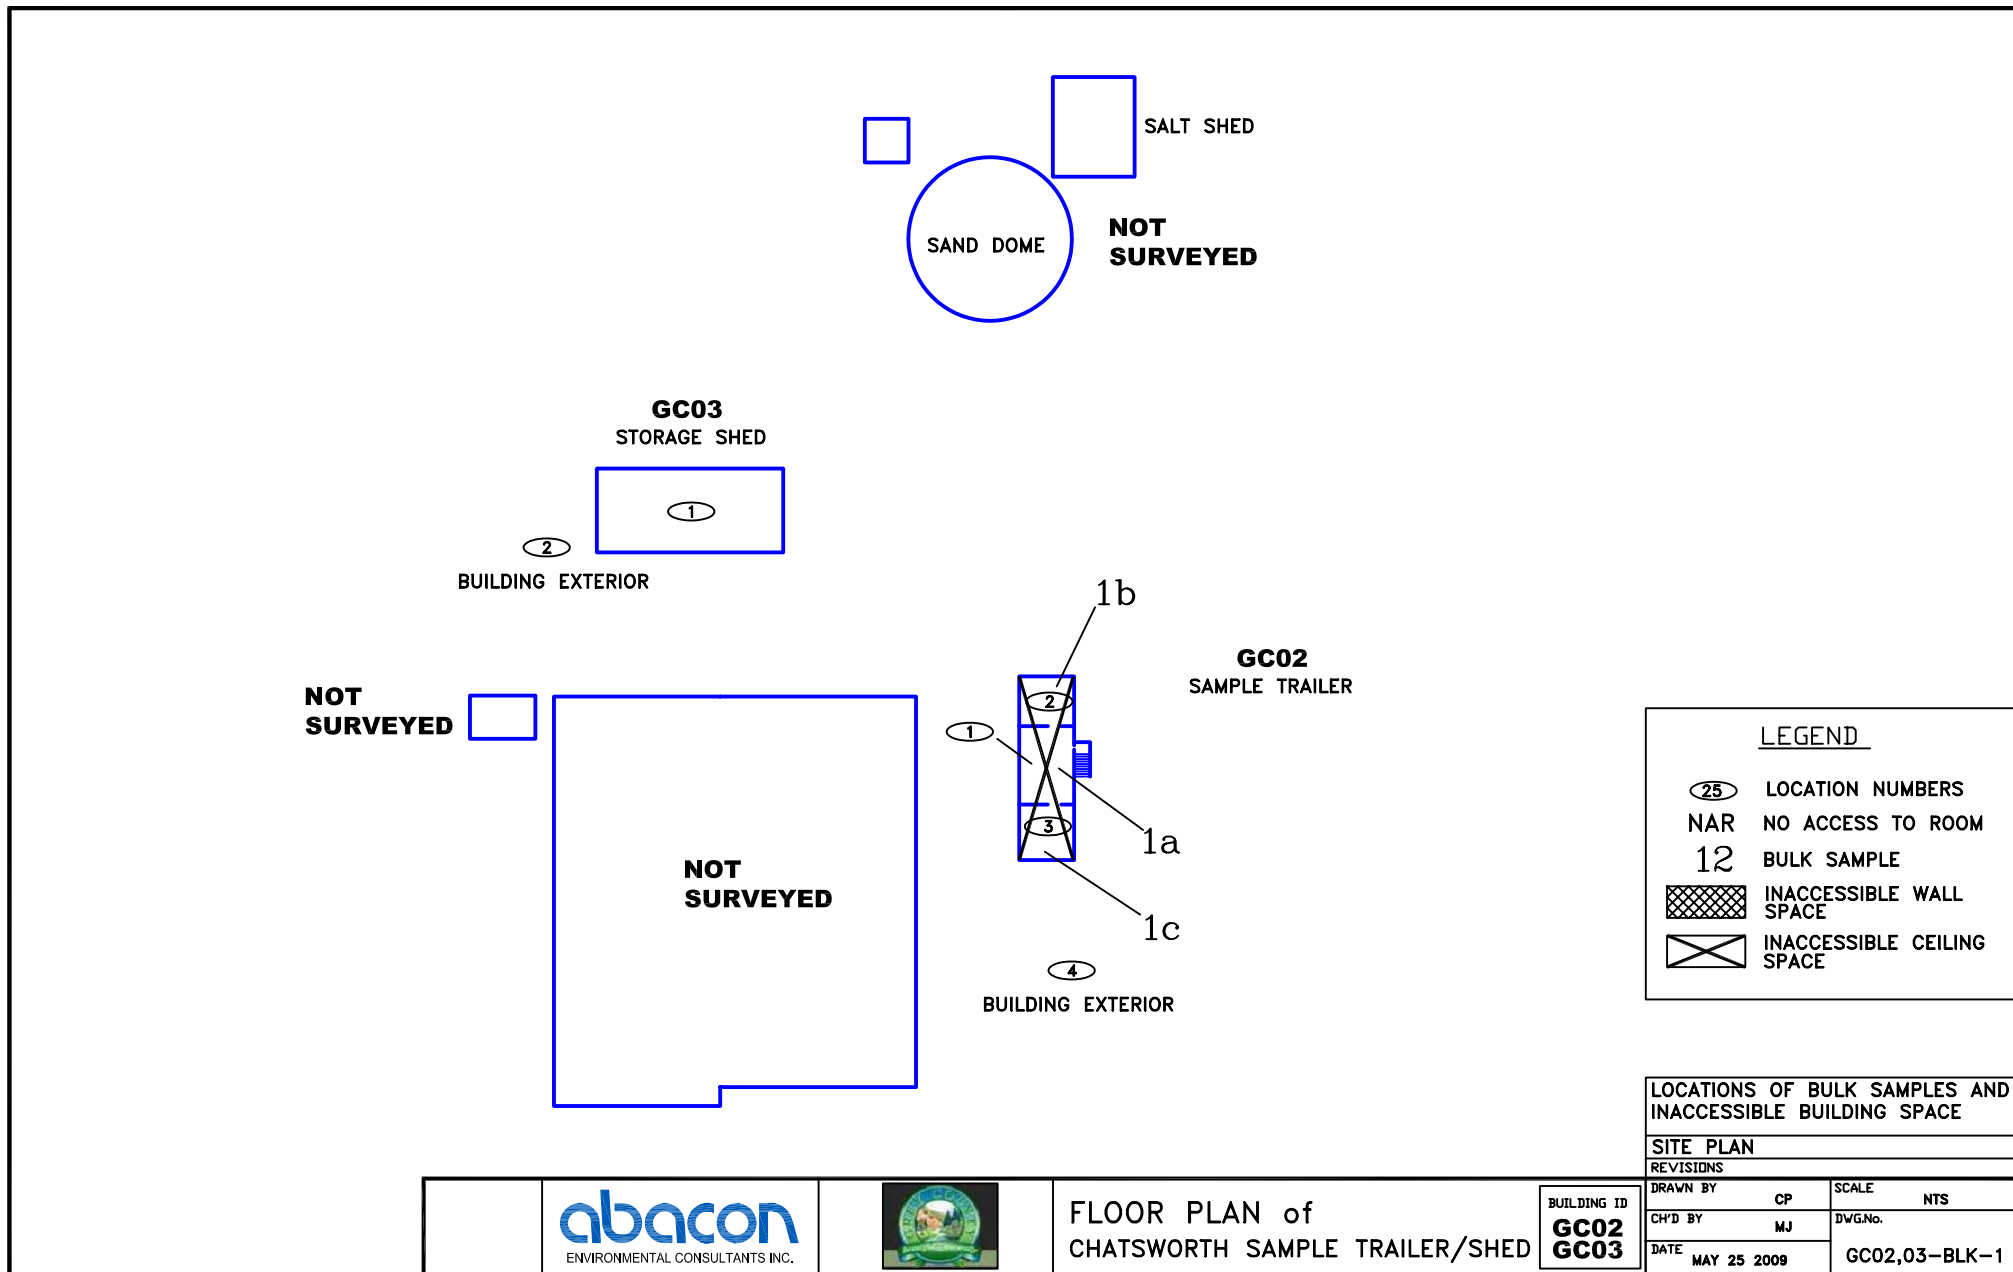 SALT SHED
SAND DOME
NOT
SURVEYED
GC03
STORAGE SHED
1
2
BUILDING EXTERIOR
1b
GC02
SAMPLE TRAILER
NOT
SURVEYED
2
1
3
1a
1c
NOT
SURVEYED
4
BUILDING EXTERIOR
LEGEND
25 LOCATION NUMBERS
NAR NO ACCESS TO ROOM
12 BULK SAMPLE
INACCESSIBLE WALL
SPACE
INACCESSIBLE CEILING
SPACE
LOCATIONS OF BULK SAMPLES AND
INACCESSIBLE BUILDING SPACE
SITE PLAN
REVISIONS
DRAWN BY CP
SCALE NTS
CH'D BY MJ
DWG.No.
GC02,03-BLK-1
DATE MAY 25 2009
abacon
ENVIRONMENTAL CONSULTANTS INC.
FLOOR PLAN of
CHATSWORTH SAMPLE TRAILER/SHED
BUILDING ID
GC02
GC03